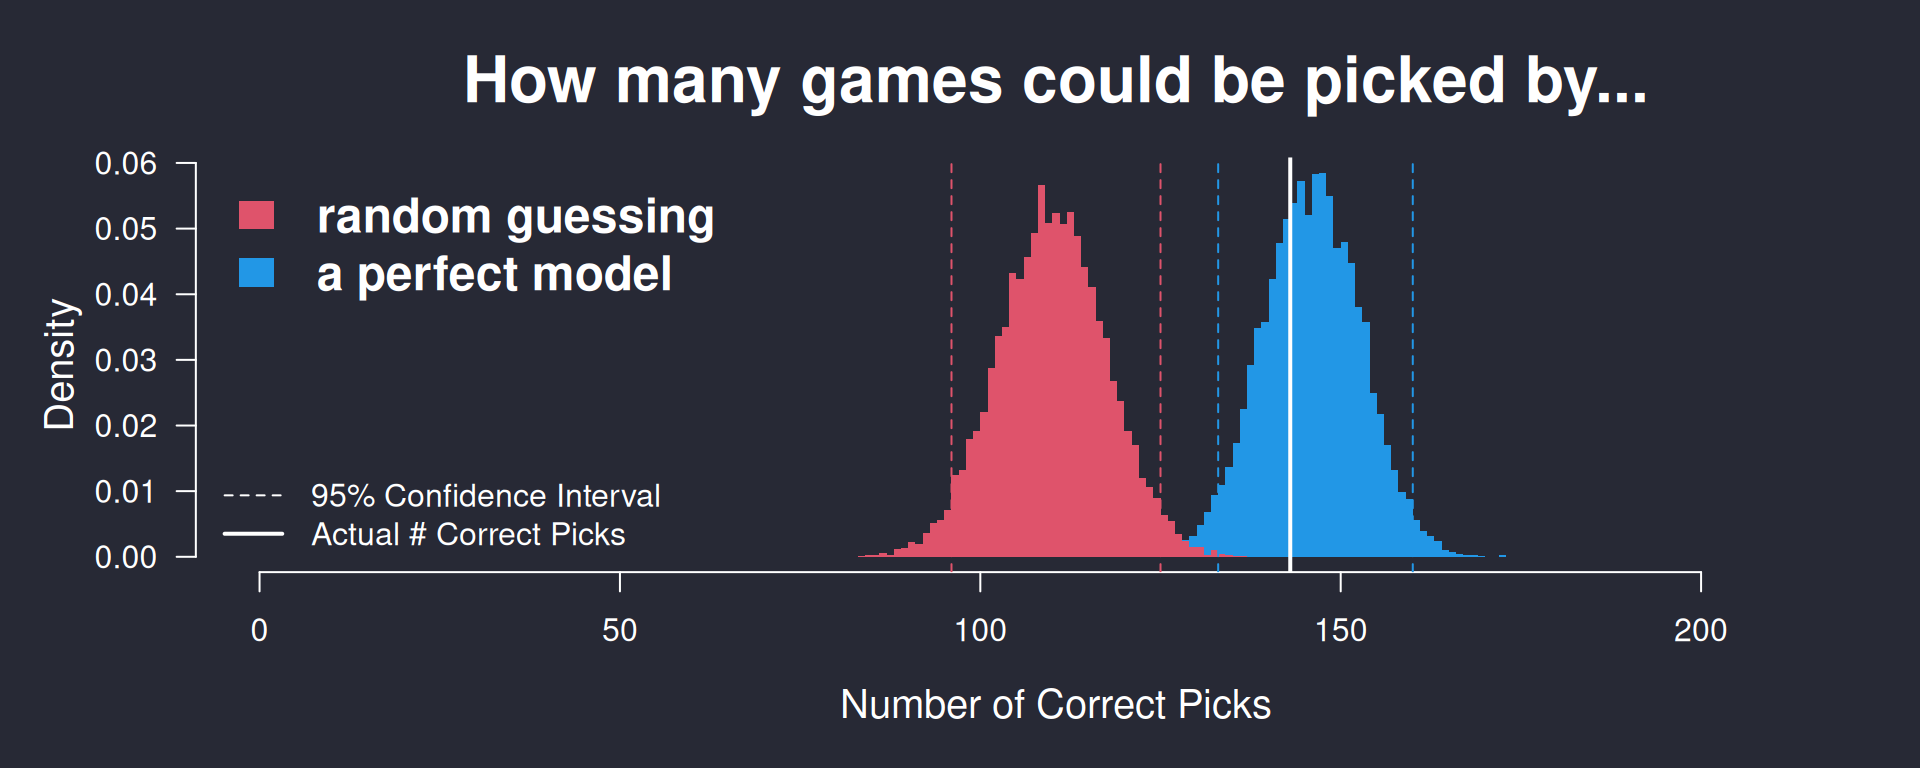 How many games could be picked by...
0.06
0.05
0.04
0.03
0.02
0.01
0.00
Density
random guessing
a perfect model
95% Confidence Interval
Actual # Correct Picks
0 50 100 150 200
Number of Correct Picks